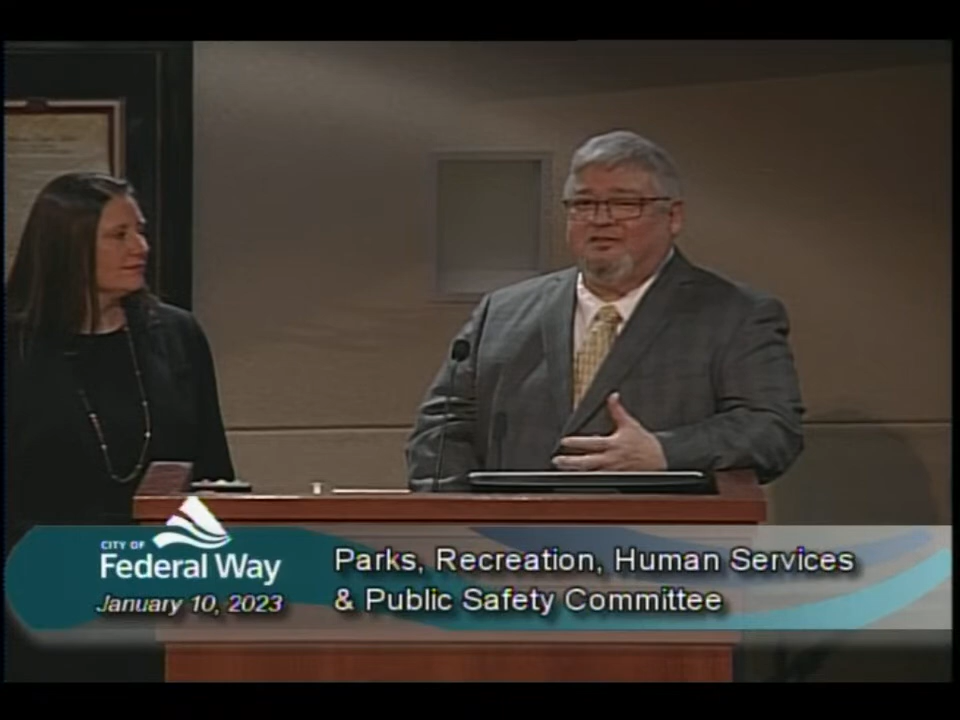 CITY OF
Federal Way
January 10, 2023
Parks, Recreation, Human Services
& Public Safety Committee